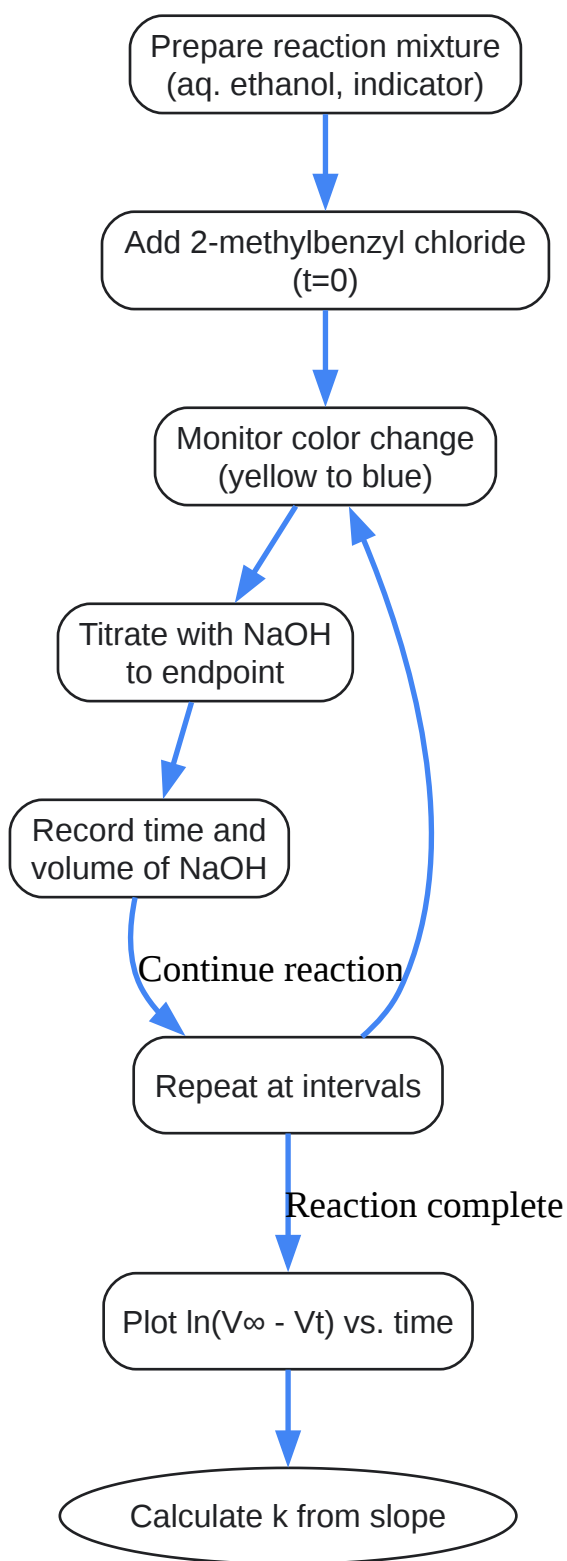 Prepare reaction mixture
(aq. ethanol, indicator)
Add 2-methylbenzyl chloride
(t=0)
Monitor color change
(yellow to blue)
Titrate with NaOH
to endpoint
Record time and
volume of NaOH
Continue reaction
Repeat at intervals
Reaction complete
Plot ln(V∞ - Vt) vs. time
Calculate k from slope